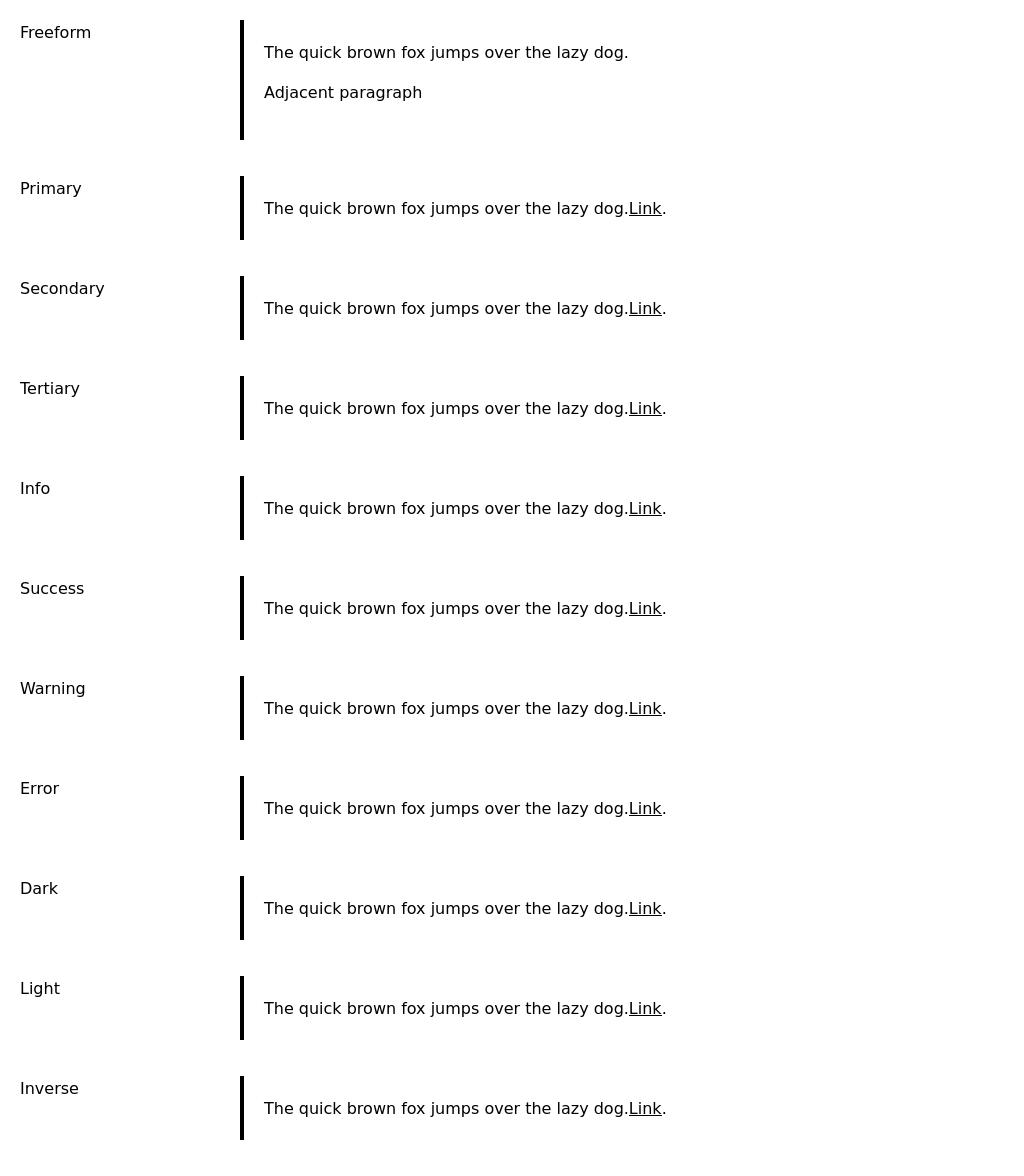 Freeform
The quick brown fox jumps over the lazy dog.
Adjacent paragraph
Primary
The quick brown fox jumps over the lazy dog.Link.
Secondary
The quick brown fox jumps over the lazy dog.Link.
Tertiary
The quick brown fox jumps over the lazy dog.Link.
Info
The quick brown fox jumps over the lazy dog.Link.
Success
The quick brown fox jumps over the lazy dog.Link.
Warning
The quick brown fox jumps over the lazy dog.Link.
Error
The quick brown fox jumps over the lazy dog.Link.
Dark
The quick brown fox jumps over the lazy dog.Link.
Light
The quick brown fox jumps over the lazy dog.Link.
Inverse
The quick brown fox jumps over the lazy dog.Link.